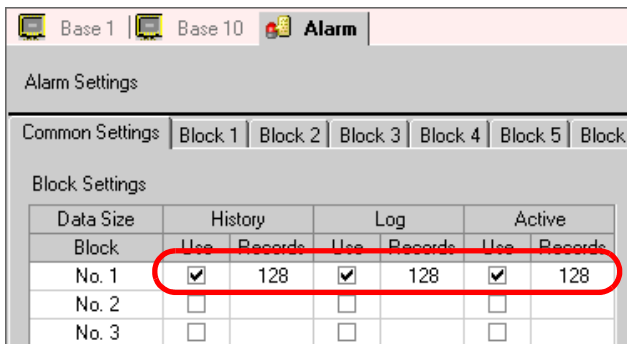 Base 1 Base 10 Alarm
Alarm Settings
Common Settings Block 1 Block 2 Block 3 Block 4 Block 5 Block
Block Settings
Data Size History Log Active
Block Use Records Use Records Use Records
No. 1 128 128 128
No. 2
No. 3